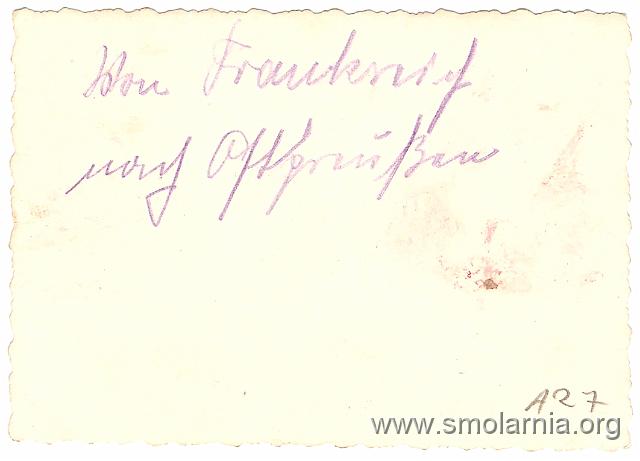 Von Frankreich
nach Ostpreußen
A27
www.smolarnia.org